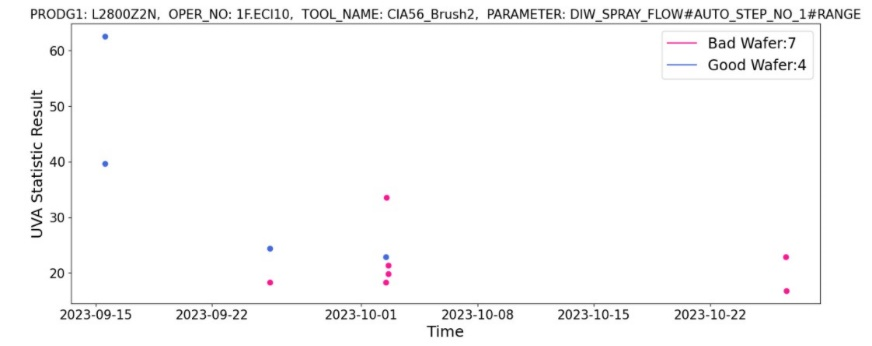 PRODG1: L2800Z2N, OPER_NO: 1F.ECI10, TOOL_NAME: CIA56_Brush2, PARAMETER: DIW_SPRAY_FLOW#AUTO_STEP_NO_1#RANGE
Bad Wafer:7
Good Wafer:4
UVA Statistic Result
60
50
40
30
20
2023-09-15 2023-09-22 2023-10-01 2023-10-08 2023-10-15 2023-10-22
Time